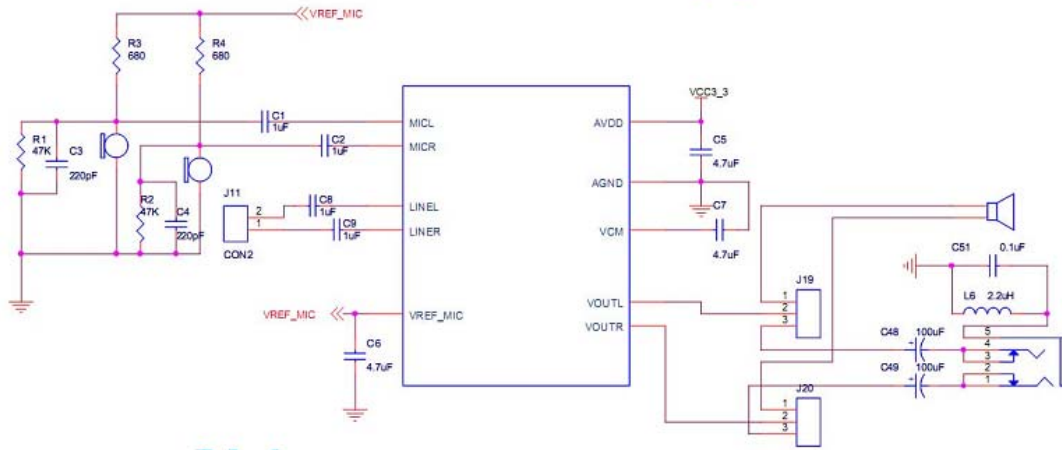 VREF_MIC
R3
680
R4
680
R1
47K
C3
220pF
R2
47K
C4
220pF
C1
1uF
C2
1uF
J11
2
1
CON2
C8
1uF
C9
1uF
VREF_MIC
C6
4.7uF
MICL
MICR
LINEL
LINER
VREF_MIC
AVDD
AGND
VCM
VOUTL
VOUTR
VCC3_3
C5
4.7uF
C7
4.7uF
J19
1
2
3
J20
1
2
3
C51 0.1uF
L6 2.2uH
C48 100uF
C49 100uF
5
4
3
2
1